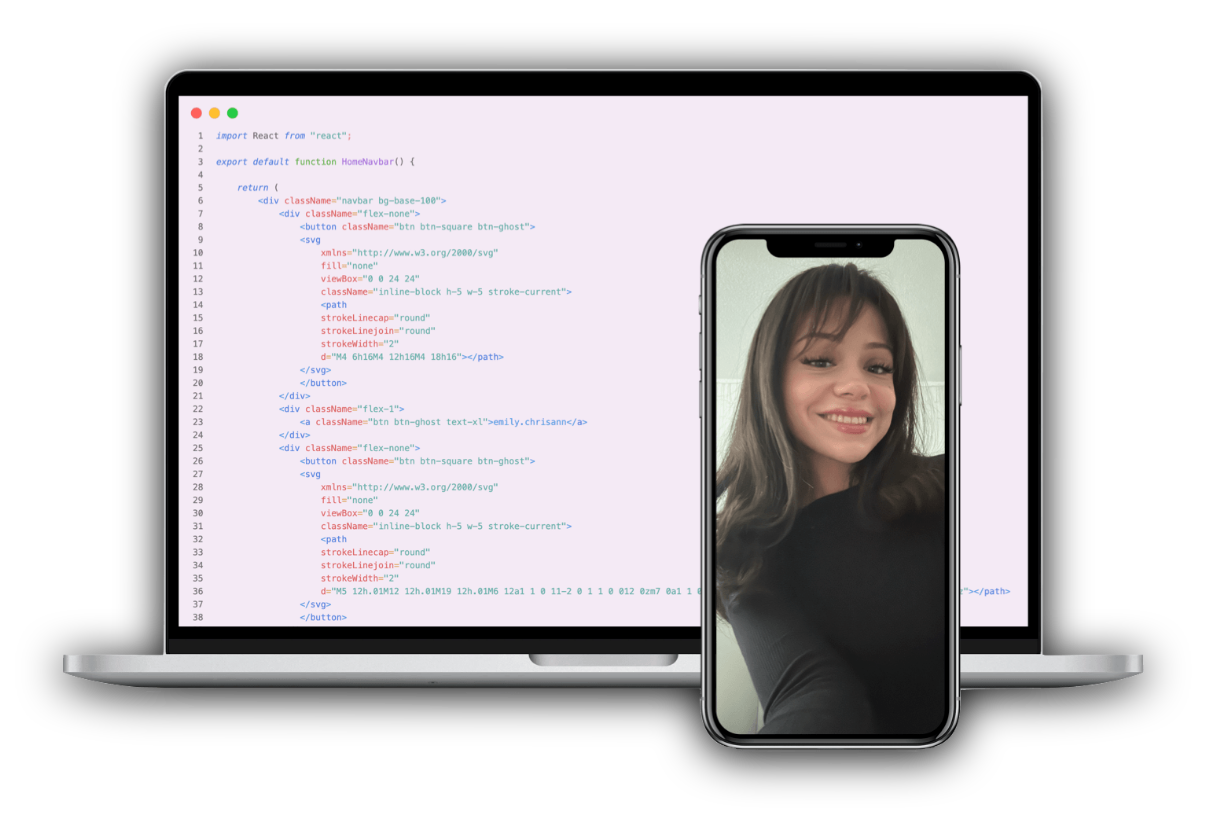 1 import React from "react";
2
3 export default function HomeNavbar() {
4
5 return (
6 <div className="navbar bg-base-100">
7 <div className="flex-none">
8 <button className="btn btn-square btn-ghost">
9 <svg
10 xmlns="http://www.w3.org/2000/svg"
11 fill="none"
12 viewBox="0 0 24 24"
13 className="inline-block h-5 w-5 stroke-current">
14 <path
15 strokeLinecap="round"
16 strokeLinejoin="round"
17 strokeWidth="2"
18 d="M4 6h16M4 12h16M4 18h16"></path>
19 </svg>
20 </button>
21 </div>
22 <div className="flex-1">
23 <a className="btn btn-ghost text-xl">emily.chrisann</a>
24 </div>
25 <div className="flex-none">
26 <button className="btn btn-square btn-ghost">
27 <svg
28 xmlns="http://www.w3.org/2000/svg"
29 fill="none"
30 viewBox="0 0 24 24"
31 className="inline-block h-5 w-5 stroke-current">
32 <path
33 strokeLinecap="round"
34 strokeLinejoin="round"
35 strokeWidth="2"
36 d="M5 12h.01M12 12h.01M19 12h.01M6 12a1 1 0 11-2 0 1 1 0 012 0zm7 0a1 1 0 "></path>
37 </svg>
38 </button>